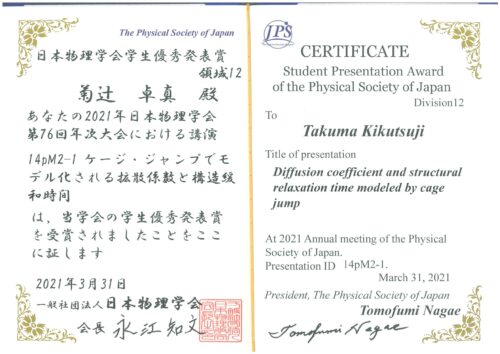 The Physical Society of Japan
日本物理学会学生優秀発表賞
領域12
菊辻 卓真 殿
あなたの2021年日本物理学会
第76回年次大会における講演
14pM2-1 ケージ・ジャンプでモ
デル化される拡散係数と構造緩
和時間
は、当学会の学生優秀発表賞
を受賞されましたことをここ
に証します
2021年3月31日
一般社団法人日本物理学会
会長 永江知文
JPS
CERTIFICATE
Student Presentation Award
of the Physical Society of Japan
Division12
To
Takuma Kikutsuji
Title of presentation
Diffusion coefficient and structural
relaxation time modeled by cage
jump
At 2021 Annual meeting of the Physical
Society of Japan.
Presentation ID 14pM2-1.
March 31, 2021
President, The Physical Society of Japan
Tomofumi Nagae
Tomofumi Nagae